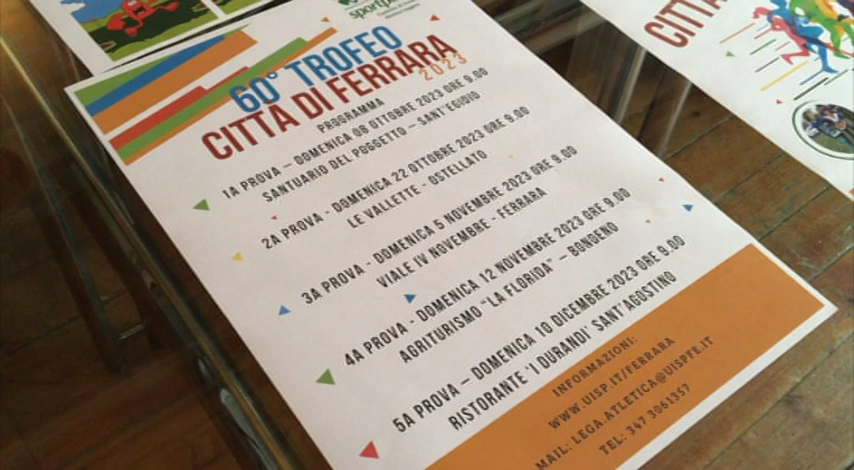 60° TROFEO
CITTÀ DI FERRARA
2023
PROGRAMMA
1A PROVA – DOMENICA 08 OTTOBRE 2023 ORE 9.00
SANTUARIO DEL POGGETTO – SANT'EGIDIO
2A PROVA - DOMENICA 22 OTTOBRE 2023 ORE 9.00
LE VALLETTE - OSTELLATO
3A PROVA - DOMENICA 5 NOVEMBRE 2023 ORE 9.00
VIALE IV NOVEMBRE - FERRARA
4A PROVA - DOMENICA 12 NOVEMBRE 2023 ORE 9.00
AGRITURISMO "LA FLORIDA" – BONDENO
5A PROVA – DOMENICA 10 DICEMBRE 2023 ORE 9.00
RISTORANTE 'I DURANDI' SANT'AGOSTINO
INFORMAZIONI:
WWW.UISP.IT/FERRARA
MAIL: LEGA.ATLETICA@UISPFE.IT
TEL: 347 3061357
CITTÀ